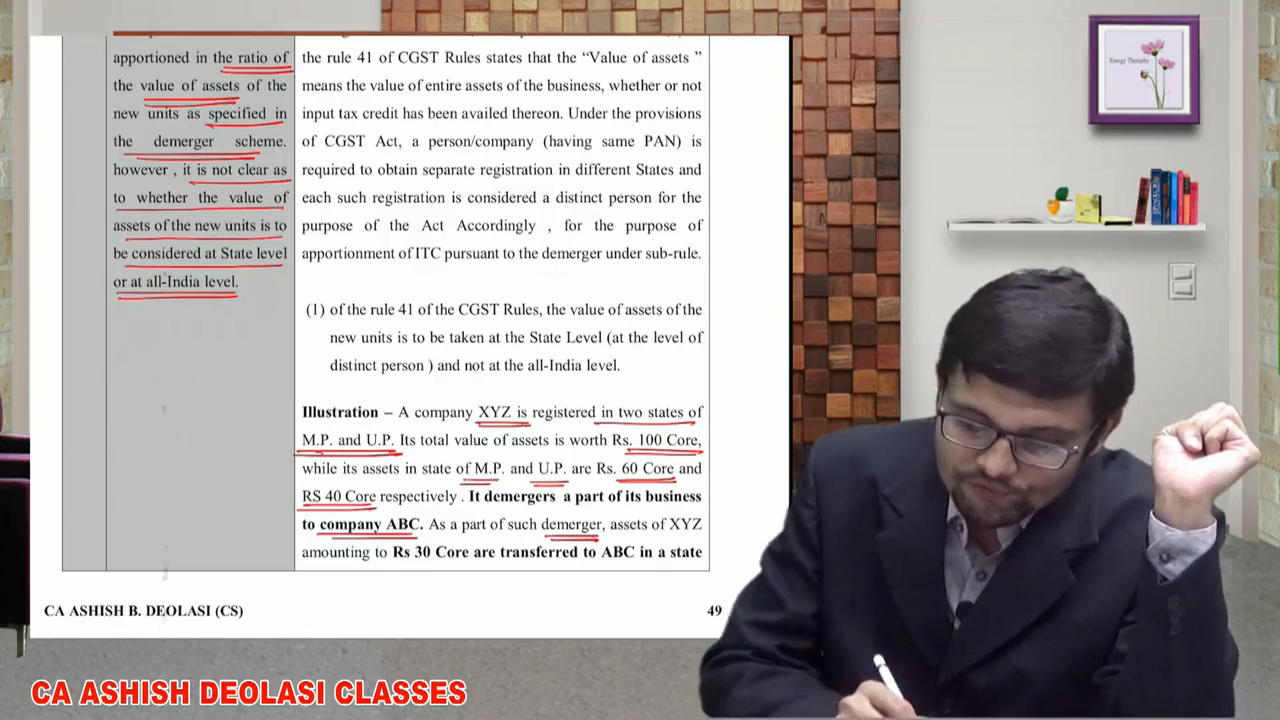 apportioned in the ratio of
the value of assets of the
new units as specified in
the demerger scheme.
however , it is not clear as
to whether the value of
assets of the new units is to
be considered at State level
or at all-India level.
the rule 41 of CGST Rules states that the “Value of assets ”
means the value of entire assets of the business, whether or not
input tax credit has been availed thereon. Under the provisions
of CGST Act, a person/company (having same PAN) is
required to obtain separate registration in different States and
each such registration is considered a distinct person for the
purpose of the Act Accordingly , for the purpose of
apportionment of ITC pursuant to the demerger under sub-rule.
(1) of the rule 41 of the CGST Rules, the value of assets of the
new units is to be taken at the State Level (at the level of
distinct person ) and not at the all-India level.
Illustration – A company XYZ is registered in two states of
M.P. and U.P. Its total value of assets is worth Rs. 100 Core,
while its assets in state of M.P. and U.P. are Rs. 60 Core and
RS 40 Core respectively . It demergers a part of its business
to company ABC. As a part of such demerger, assets of XYZ
amounting to Rs 30 Core are transferred to ABC in a state
CA ASHISH B. DEOLASI (CS)
49
CA ASHISH DEOLASI CLASSES